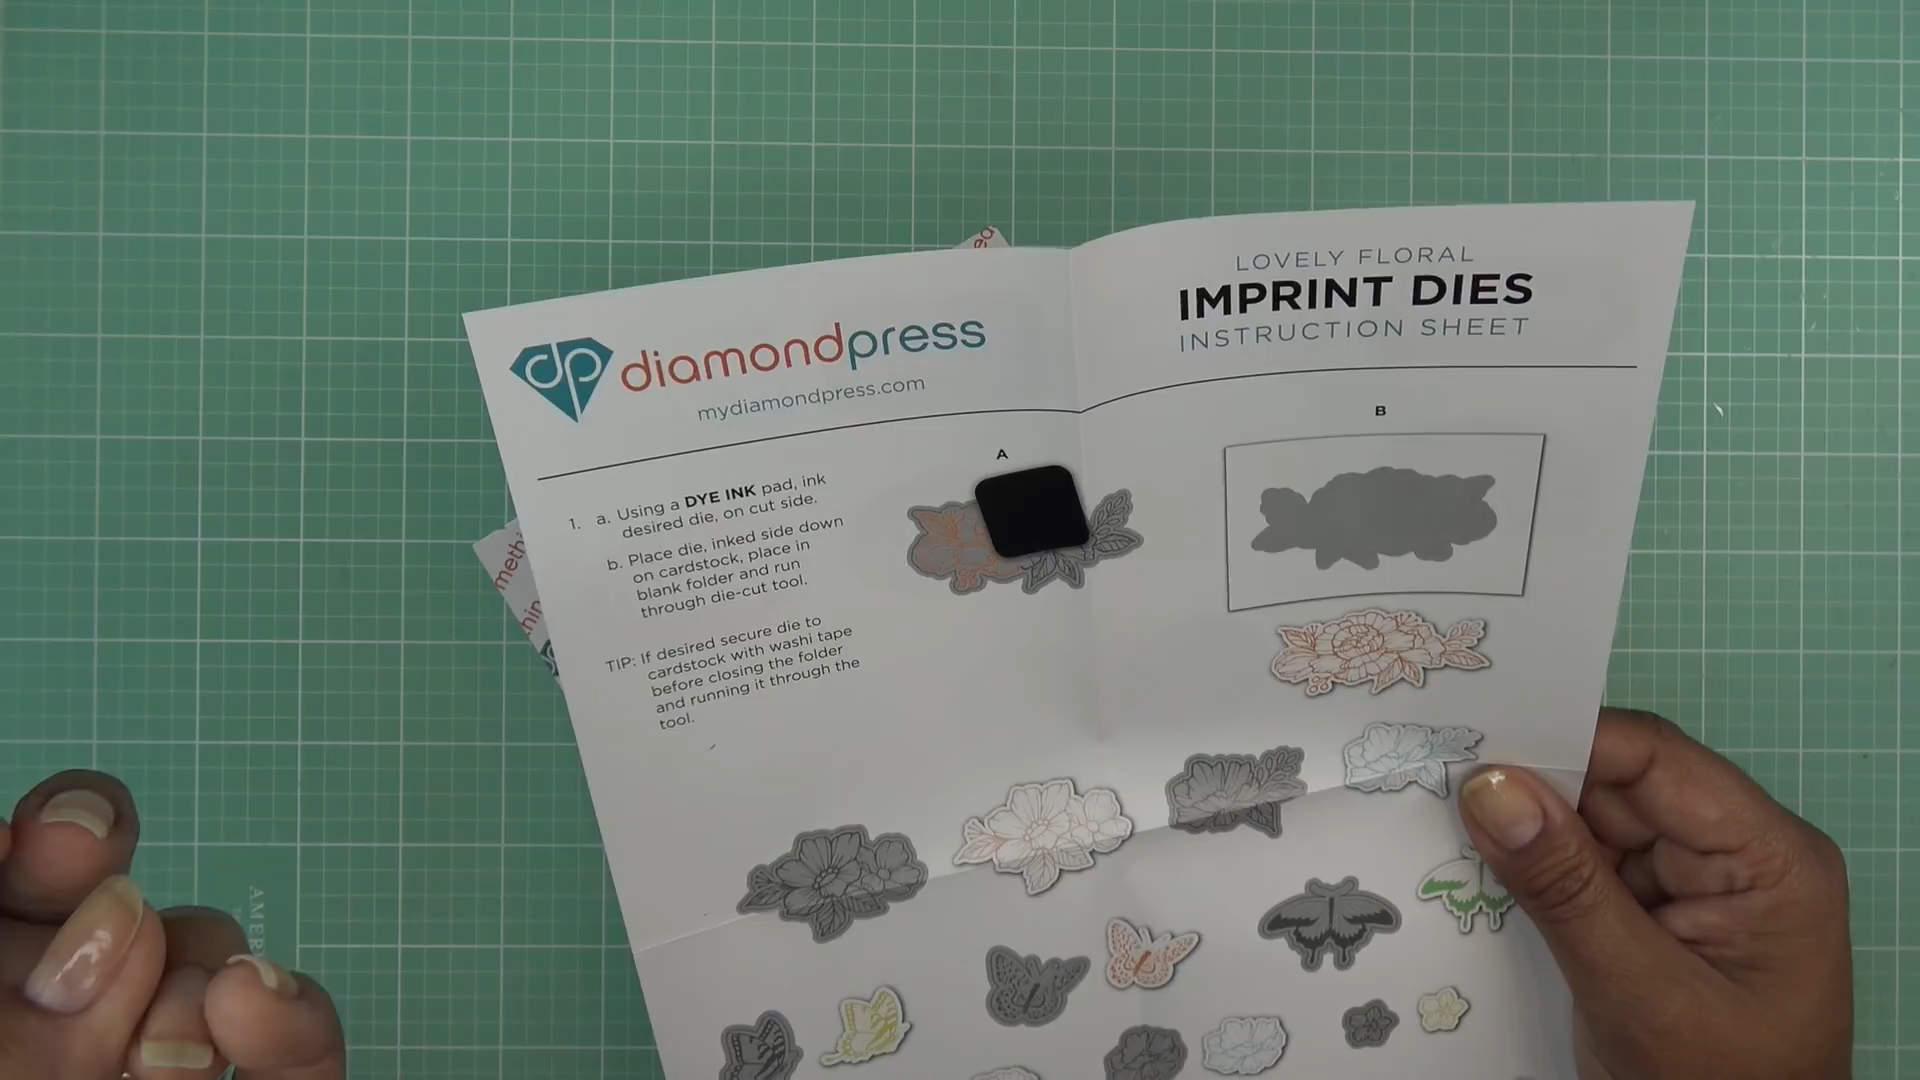 LOVELY FLORAL
IMPRINT DIES
INSTRUCTION SHEET
dp diamondpress
mydiamondpress.com
A
B
1. a. Using a DYE INK pad, ink
desired die, on cut side.
b. Place die, inked side down
on cardstock, place in
blank folder and run
through die-cut tool.
TIP: If desired secure die to
cardstock with washi tape
before closing the folder
and running it through the
tool.
AMER